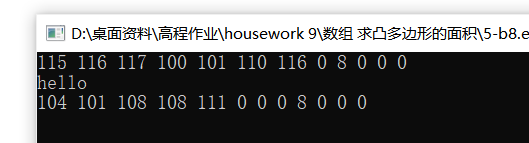 D:\桌面资料\高程作业\housework 9\数组 求凸多边形的面积\5-b8.e
115 116 117 100 101 110 116 0 8 0 0 0
hello
104 101 108 108 111 0 0 0 8 0 0 0